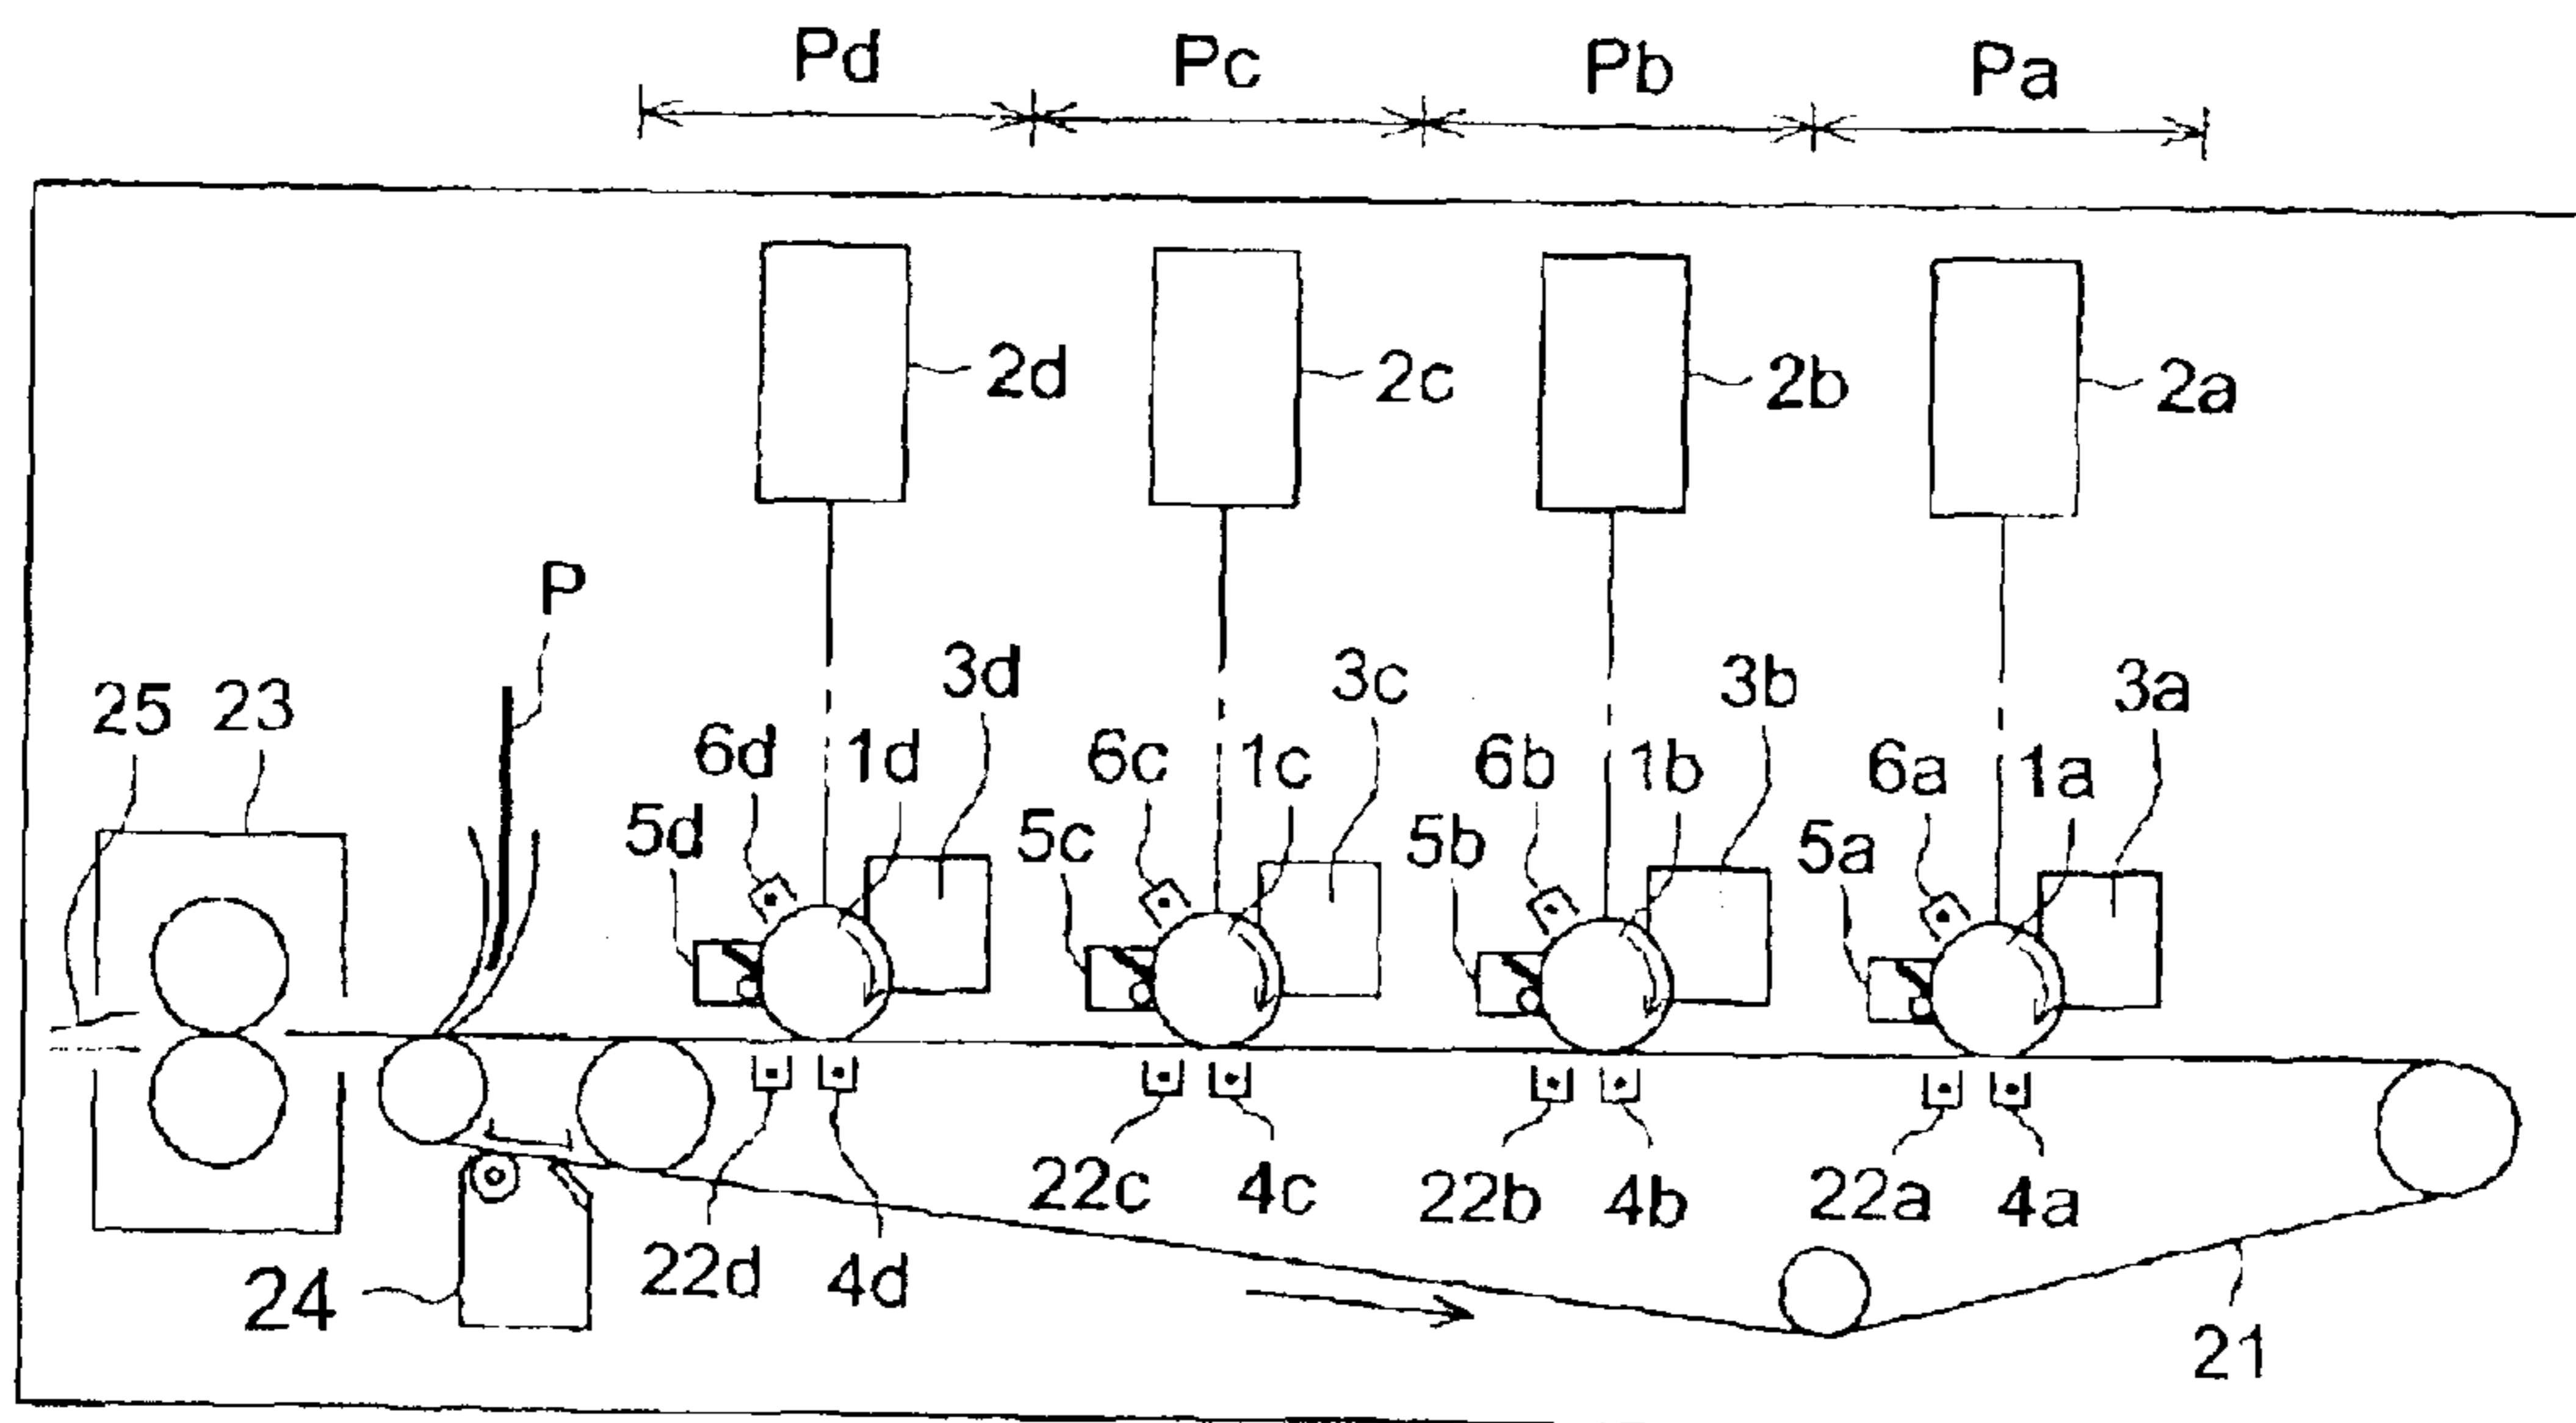 Pd Pc Pb Pa
2d 2c 2b 2a
P
25 23 3d 3c 3b 3a
6d 1d 6c 1c 6b 1b 6a 1a
5d 5c 5b 5a
22c 4c 22b 4b 22a 4a
24 22d 4d
21